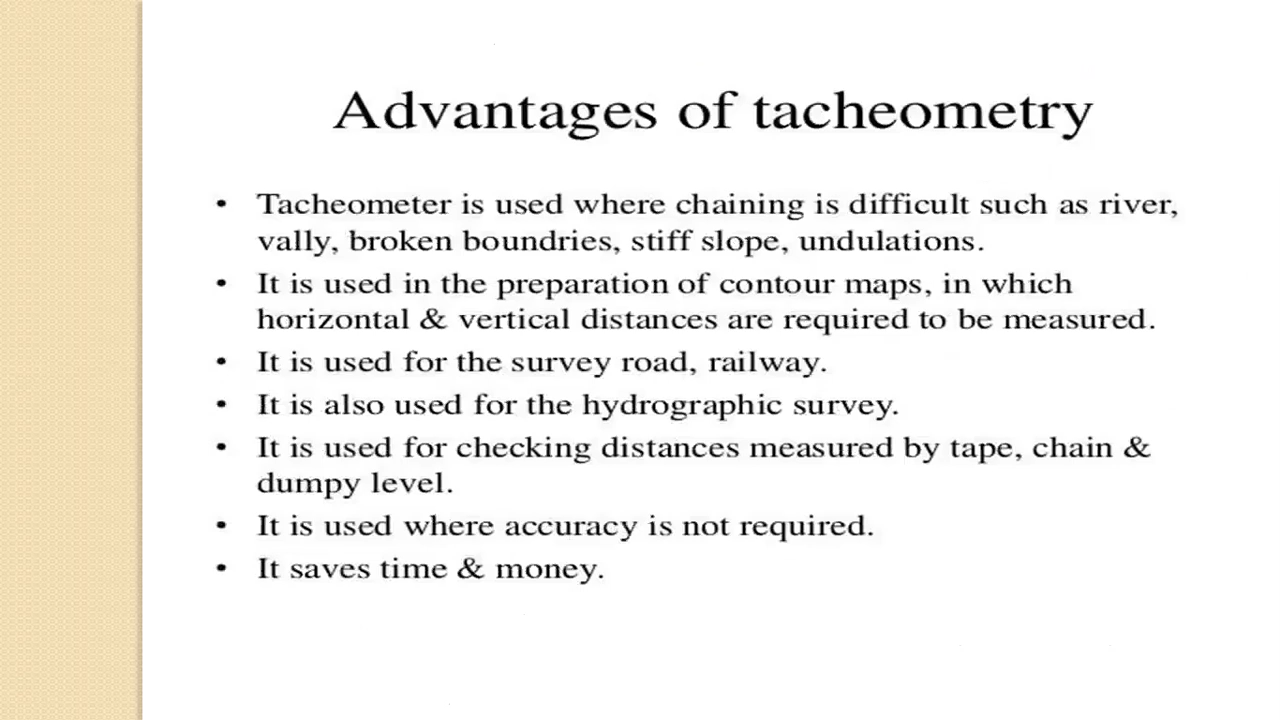 Advantages of tacheometry
• Tacheometer is used where chaining is difficult such as river,
vally, broken boundries, stiff slope, undulations.
• It is used in the preparation of contour maps, in which
horizontal & vertical distances are required to be measured.
• It is used for the survey road, railway.
• It is also used for the hydrographic survey.
• It is used for checking distances measured by tape, chain &
dumpy level.
• It is used where accuracy is not required.
• It saves time & money.